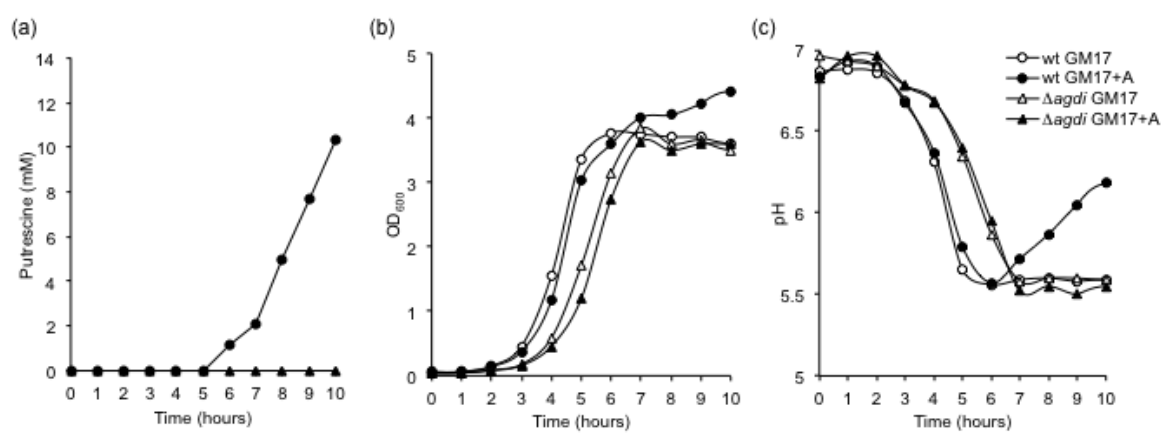 (a)
14
12
10
8
6
4
2
0
Putrescine (mM)
0 1 2 3 4 5 6 7 8 9 10
Time (hours)
(b)
5
4
3
2
1
0
OD600
0 1 2 3 4 5 6 7 8 9 10
Time (hours)
(c)
7
6.5
6
5.5
5
pH
0 1 2 3 4 5 6 7 8 9 10
Time (hours)
wt GM17
wt GM17+A
Δagdi GM17
Δagdi GM17+A